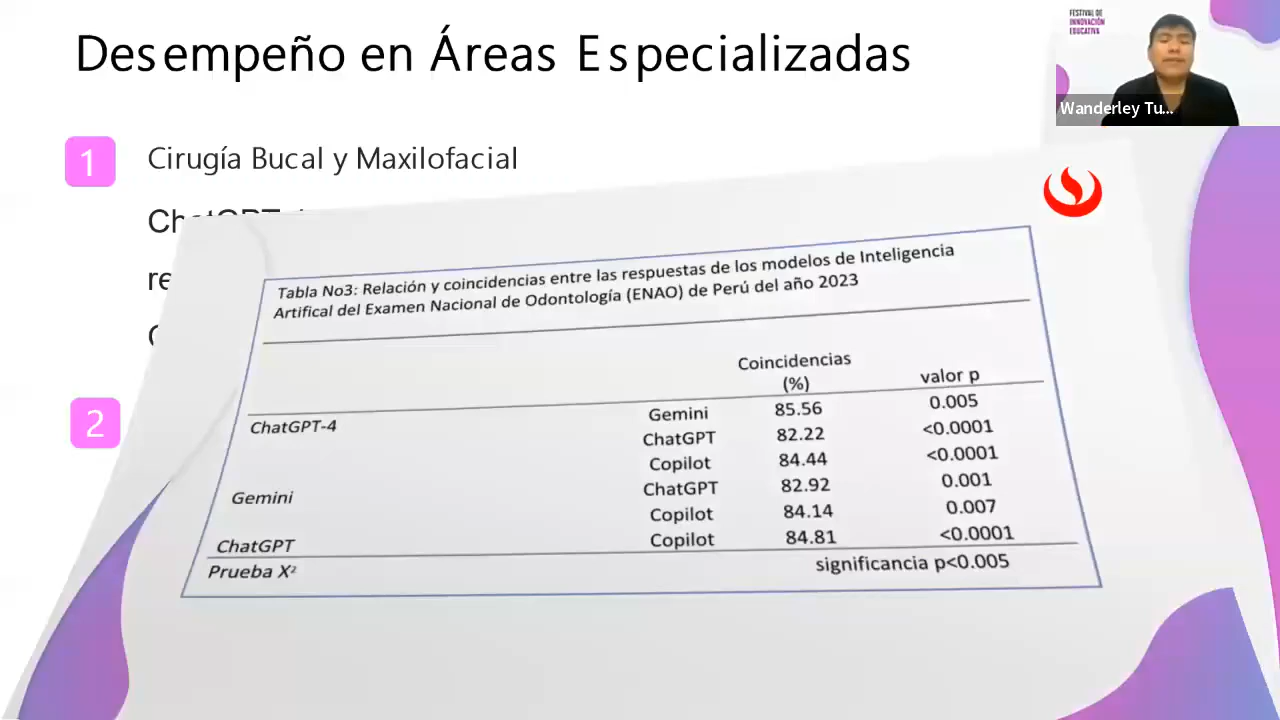 Desempeño en Áreas Especializadas
FESTIVAL DE
INNOVACIÓN
EDUCATIVA
Wanderley Tu...
1
Cirugía Bucal y Maxilofacial
ChatGPT
re
Tabla No3: Relación y coincidencias entre las respuestas de los modelos de Inteligencia
Artifical del Examen Nacional de Odontología (ENAO) de Perú del año 2023
Coincidencias
(%) valor p
ChatGPT-4 Gemini 85.56 0.005
ChatGPT 82.22 <0.0001
Copilot 84.44 <0.0001
Gemini ChatGPT 82.92 0.001
Copilot 84.14 0.007
ChatGPT Copilot 84.81 <0.0001
Prueba X² significancia p<0.005
2